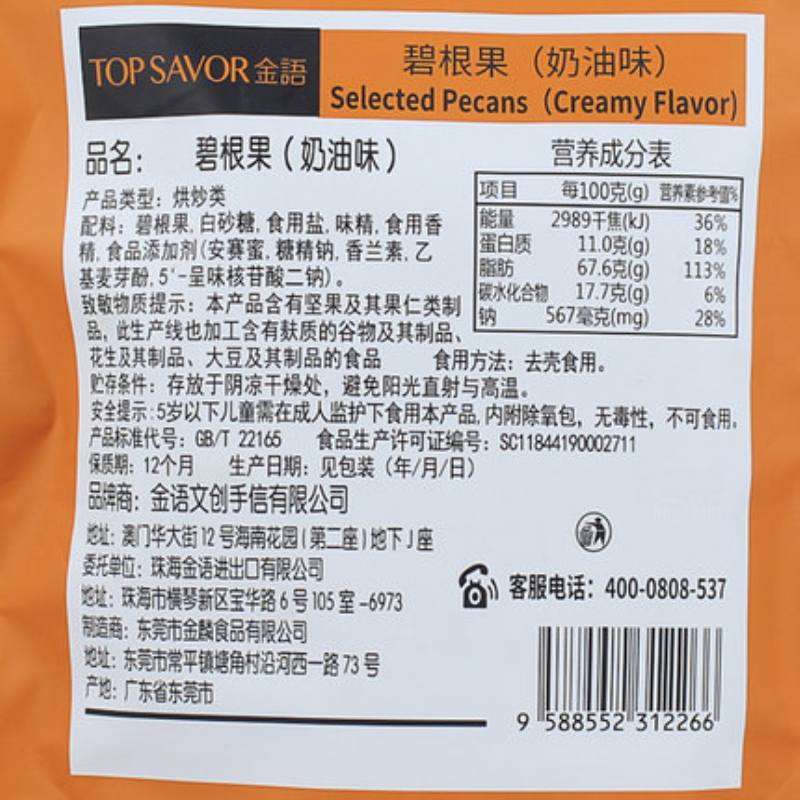 TOP SAVOR 金語
碧根果（奶油味）
Selected Pecans（Creamy Flavor)
品名： 碧根果（奶油味）
产品类型：烘炒类
配料：碧根果,白砂糖,食用盐,味精,食用香
精,食品添加剂(安赛蜜,糖精钠,香兰素,乙
基麦芽酚,5'-呈味核苷酸二钠)。
致敏物质提示：本产品含有坚果及其果仁类制
品，此生产线也加工含有麸质的谷物及其制品、
花生及其制品、大豆及其制品的食品 食用方法：去壳食用。
贮存条件：存放于阴凉干燥处，避免阳光直射与高温。
安全提示:5岁以下儿童需在成人监护下食用本产品,内附除氧包，无毒性，不可食用。
产品标准代号：GB/T 22165 食品生产许可证编号：SC11844190002711
保质期：12个月 生产日期：见包装（年/月/日）
营养成分表
项目 每100克(g) 营养素参考值%
能量 2989千焦(kJ) 36%
蛋白质 11.0克(g) 18%
脂肪 67.6克(g) 113%
碳水化合物 17.7克(g) 6%
钠 567毫克(mg) 28%
品牌商：金语文创手信有限公司
地址：澳门华大街12号海南花园(第二座)地下J座
委托单位：珠海金语进出口有限公司
地址：珠海市横琴新区宝华路6号105室-6973
制造商：东莞市金麟食品有限公司
地址：东莞市常平镇塘角村沿河西一路73号
产地：广东省东莞市
客服电话：400-0808-537
9 588552 312266